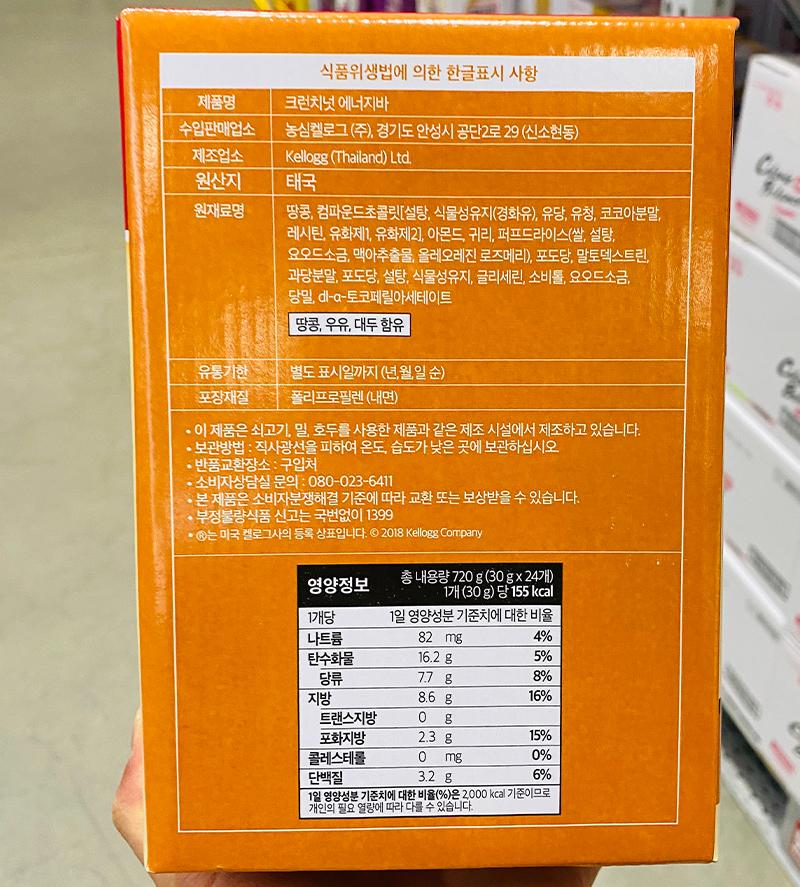 식품위생법에 의한 한글표시 사항
제품명 크런치넛 에너지바
수입판매업소 농심켈로그 (주), 경기도 안성시 공단2로 29 (신소현동)
제조업소 Kellogg (Thailand) Ltd.
원산지 태국
원재료명 땅콩, 컴파운드초콜릿[설탕, 식물성유지(경화유), 유당, 유청, 코코아분말,
레시틴, 유화제1, 유화제2], 아몬드, 귀리, 퍼프드라이스(쌀, 설탕,
요오드소금, 맥아추출물, 올레오레진 로즈메리), 포도당, 말토덱스트린,
과당분말, 포도당, 설탕, 식물성유지, 글리세린, 소비톨, 요오드소금,
당밀, dl-α-토코페릴아세테이트
땅콩, 우유, 대두 함유
유통기한 별도 표시일까지 (년,월,일 순)
포장재질 폴리프로필렌 (내면)
• 이 제품은 쇠고기, 밀, 호두를 사용한 제품과 같은 제조 시설에서 제조하고 있습니다.
• 보관방법 : 직사광선을 피하여 온도, 습도가 낮은 곳에 보관하십시오.
• 반품교환장소 : 구입처
• 소비자상담실 문의 : 080-023-6411
• 본 제품은 소비자분쟁해결 기준에 따라 교환 또는 보상받을 수 있습니다.
• 부정불량식품 신고는 국번없이 1399
• ®는 미국 켈로그사의 등록 상표입니다. © 2018 Kellogg Company
영양정보 총 내용량 720 g (30 g x 24개)
1개 (30 g) 당 155 kcal
1개당 1일 영양성분 기준치에 대한 비율
나트륨 82 mg 4%
탄수화물 16.2 g 5%
당류 7.7 g 8%
지방 8.6 g 16%
트랜스지방 0 g
포화지방 2.3 g 15%
콜레스테롤 0 mg 0%
단백질 3.2 g 6%
1일 영양성분 기준치에 대한 비율(%)은 2,000 kcal 기준이므로
개인의 필요 열량에 따라 다를 수 있습니다.